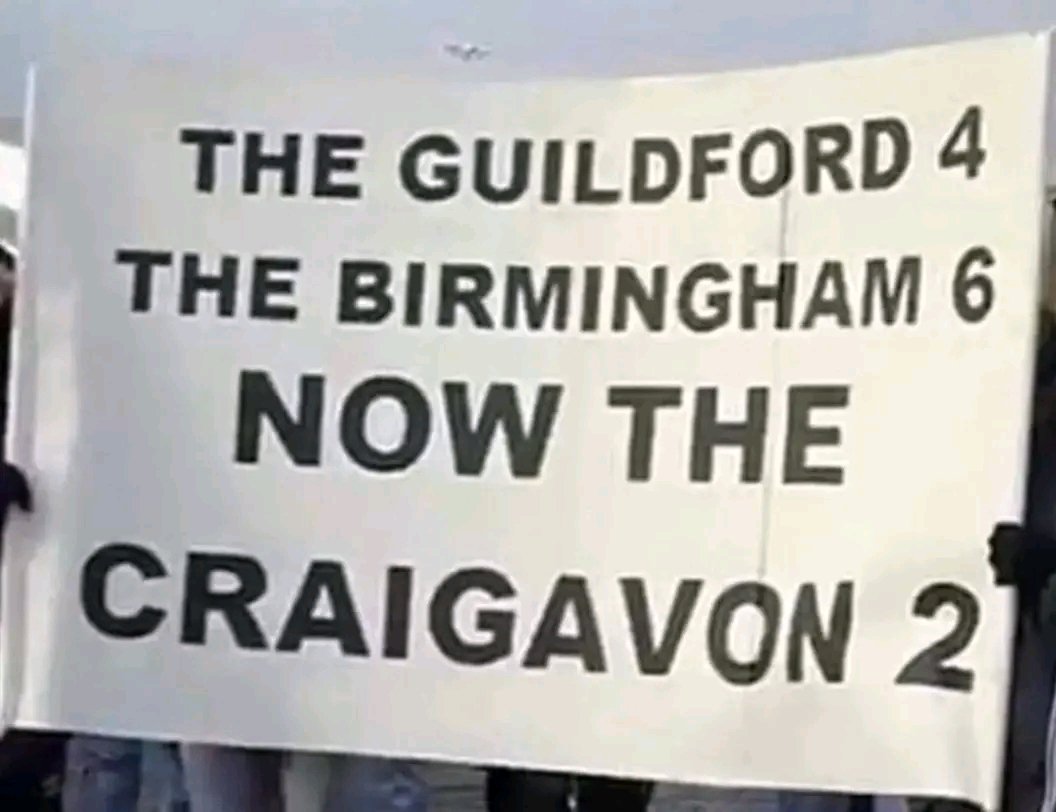 THE GUILDFORD 4
THE BIRMINGHAM 6
NOW THE
CRAIGAVON 2